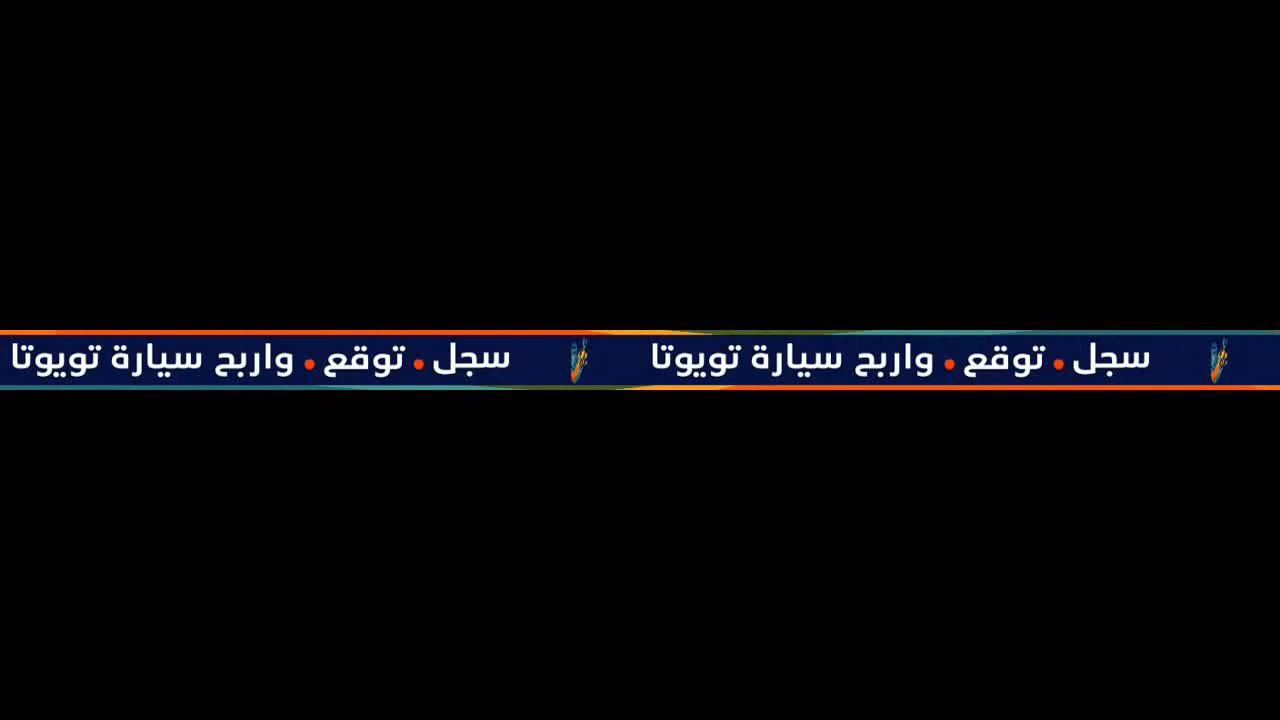 سجل • توقع • واربح سيارة تويوتا سجل • توقع • واربح سيارة تويوتا